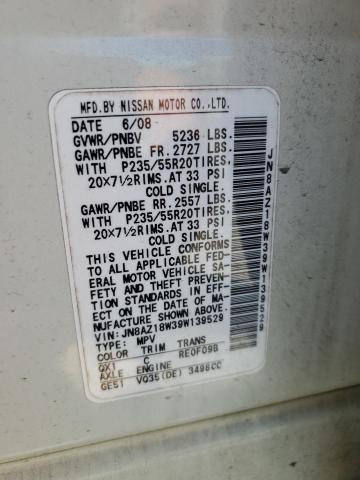 MFD.BY NISSAN MOTOR CO.,LTD.
DATE 6/08
GVWR/PNBV 5236 LBS.
GAWR/PNBE FR. 2727 LBS.
WITH P235/55R20TIRES,
20X7½RIMS.AT 33 PSI
COLD SINGLE.
GAWR/PNBE RR. 2557 LBS.
WITH P235/55R20TIRES,
20X7½RIMS.AT 33 PSI
COLD SINGLE.
THIS VEHICLE CONFORMS
TO ALL APPLICABLE FED-
ERAL MOTOR VEHICLE SA-
FETY AND THEFT PREVEN-
TION STANDARDS IN EFF-
ECT ON THE DATE OF MA-
NUFACTURE SHOWN ABOVE.
VIN:JN8AZ18W39W139529
TYPE: MPV
COLOR TRIM TRANS
QX1 C RE0F09B
AXLE ENGINE
GE51 VQ35(DE) 3498CC
JN8AZ18W39W139529